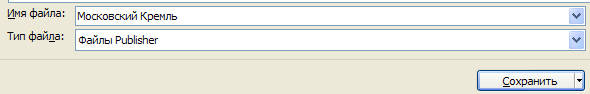 Имя файла: Московский Кремль
Тип файла: Файлы Publisher
Сохранить